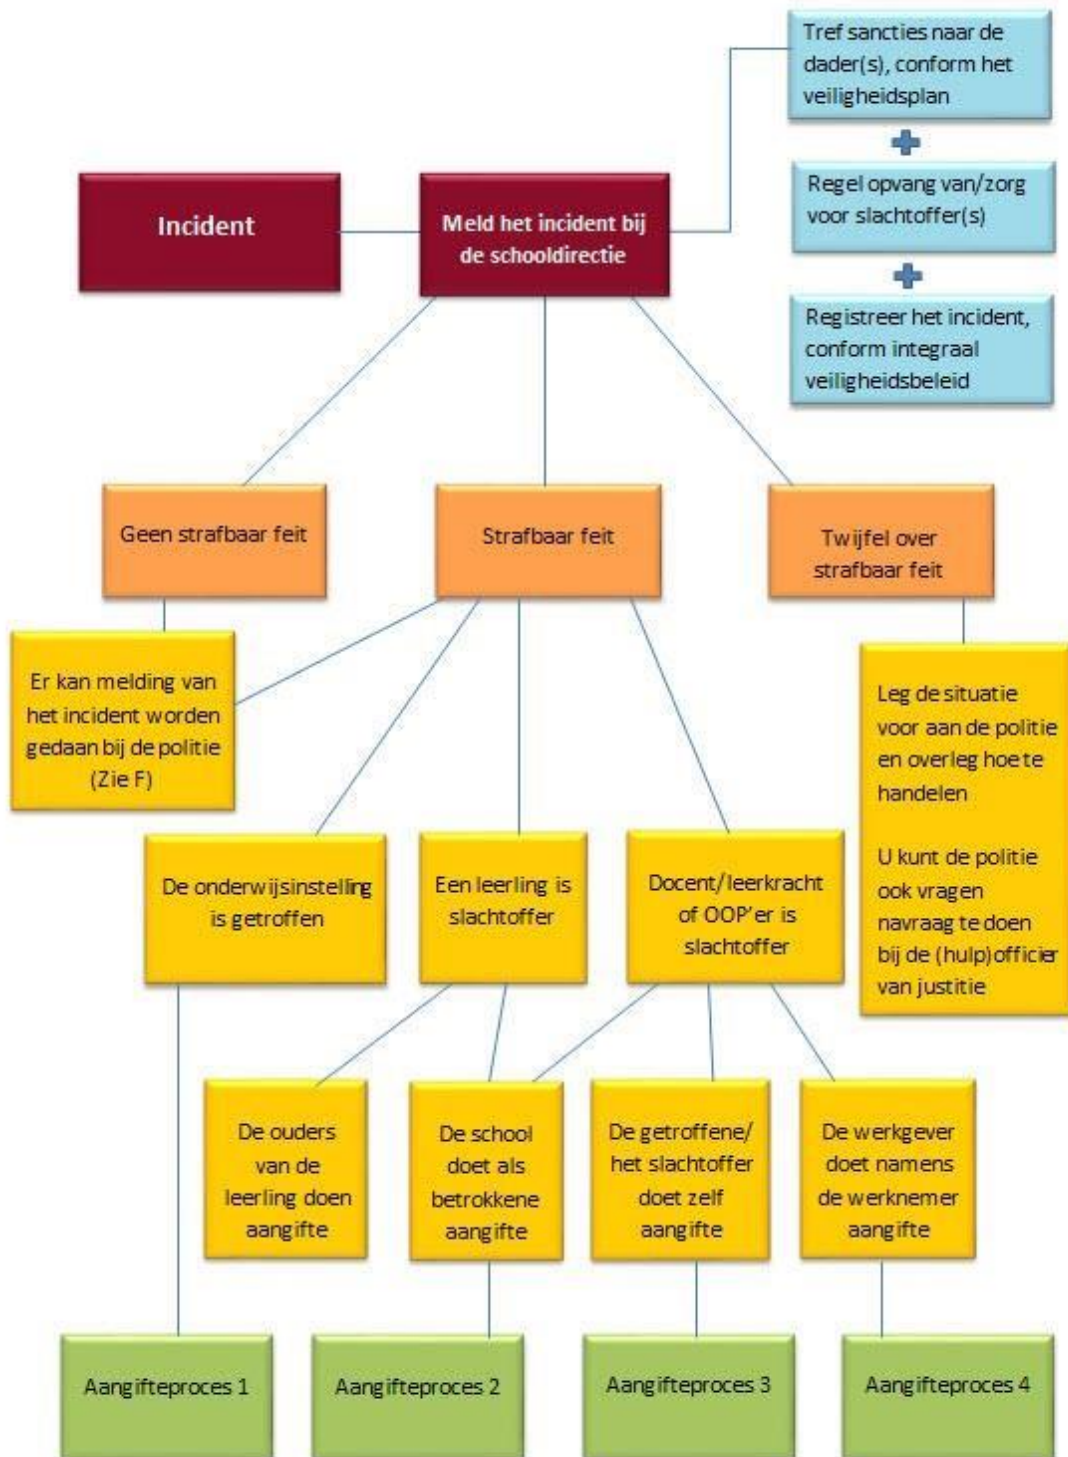 Tref sancties naar de
dader(s), conform het
veiligheidsplan
Regel opvang van/zorg
voor slachtoffer(s)
Registreer het incident,
conform integraal
veiligheidsbeleid
Incident
Meld het incident bij
de schooldirectie
Geen strafbaar feit
Strafbaar feit
Twijfel over
strafbaar feit
Er kan melding van
het incident worden
gedaan bij de politie
(Zie F)
Leg de situatie
voor aan de politie
en overleg hoe te
handelen
U kunt de politie
ook vragen
navraag te doen
bij de (hulp)officier
van justitie
De onderwijsinstelling
is getroffen
Een leerling is
slachtoffer
Docent/leerkracht
of OOP'er is
slachtoffer
De ouders
van de
leerling doen
aangifte
De school
doet als
betrokkene
aangifte
De getroffene/
het slachtoffer
doet zelf
aangifte
De werkgever
doet namens
de werknemer
aangifte
Aangifteproces 1
Aangifteproces 2
Aangifteproces 3
Aangifteproces 4